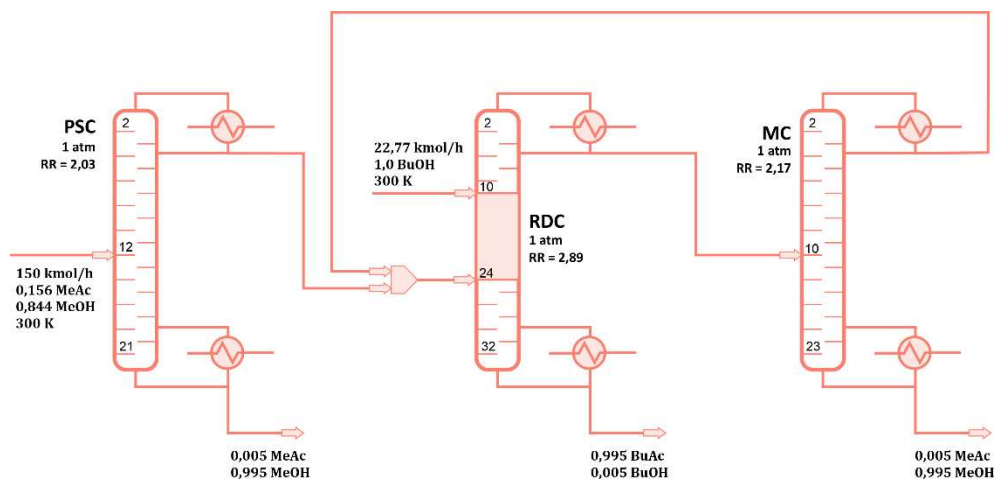 PSC
1 atm
RR = 2,03
2
12
21
150 kmol/h
0,156 MeAc
0,844 MeOH
300 K
0,005 MeAc
0,995 MeOH
22,77 kmol/h
1,0 BuOH
300 K
2
10
24
32
RDC
1 atm
RR = 2,89
0,995 BuAc
0,005 BuOH
MC
1 atm
RR = 2,17
2
10
23
0,005 MeAc
0,995 MeOH